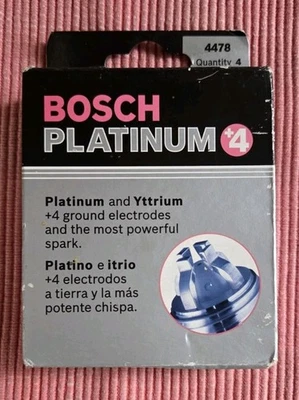 4478
Quantity 4
BOSCH
PLATINUM +4
Platinum and Yttrium
+4 ground electrodes
and the most powerful
spark.
Platino e itrio
+4 electrodos
a tierra y la más
potente chispa.